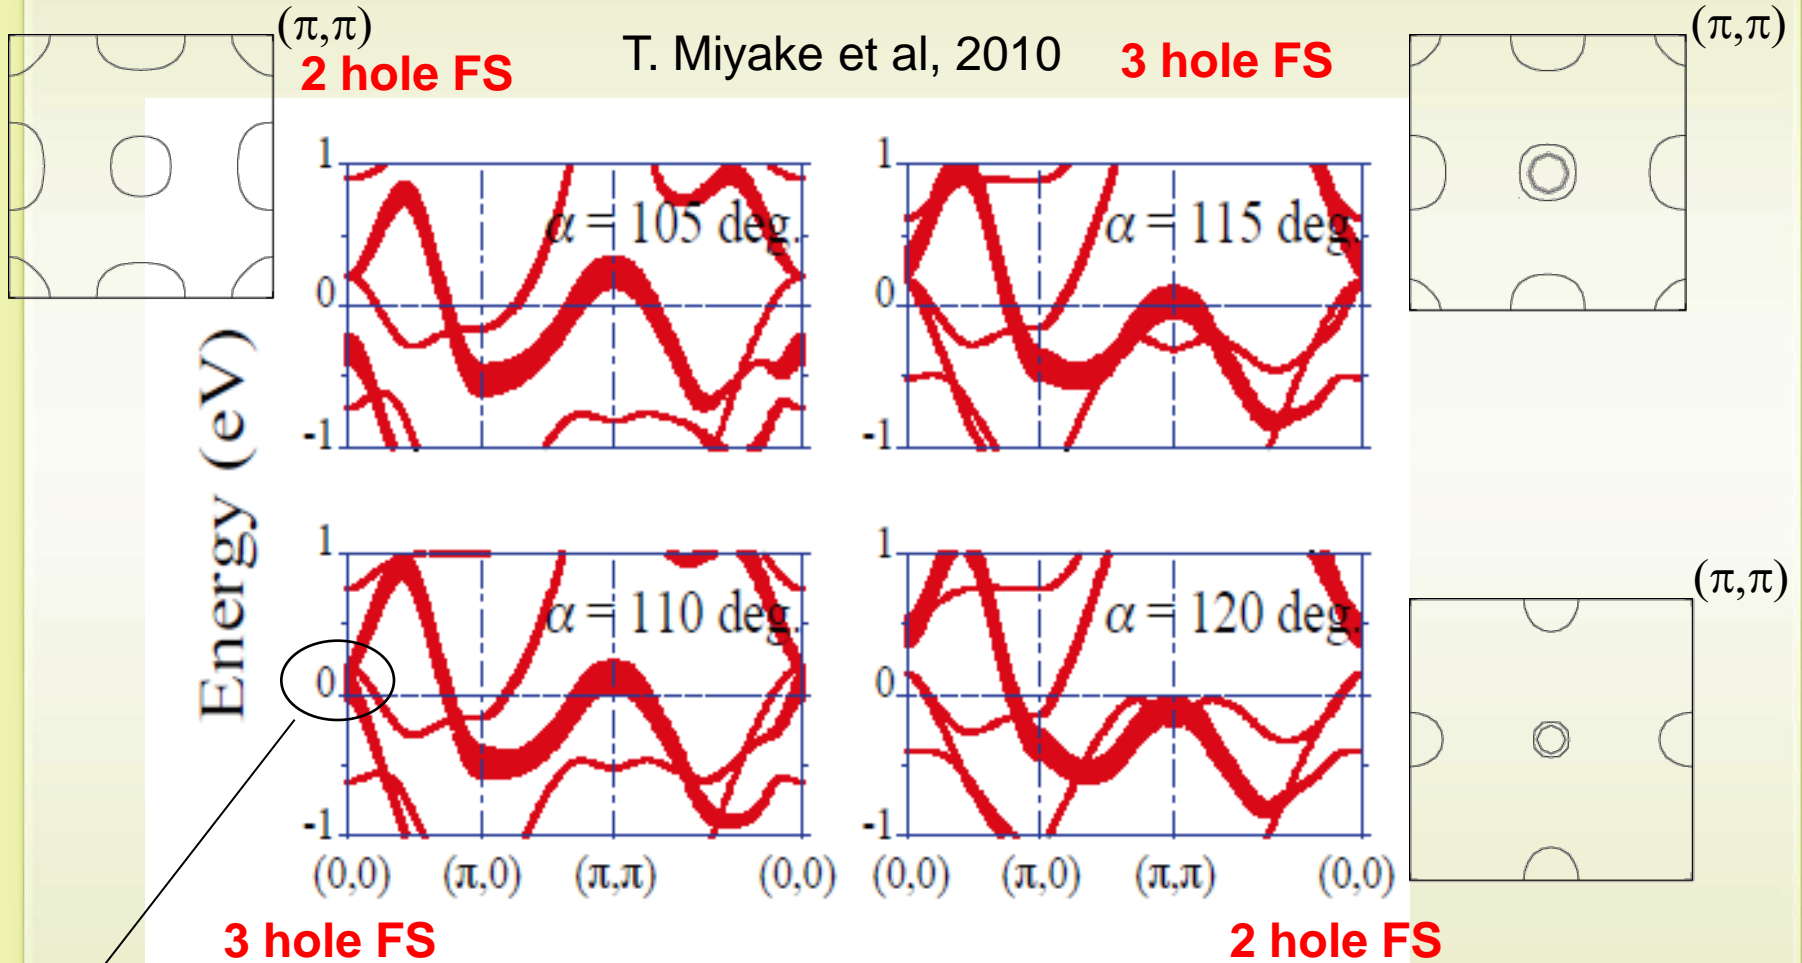 (π,π)
2 hole FS
T. Miyake et al, 2010
3 hole FS
(π,π)
1
0
-1
α = 105 deg.
1
0
-1
α = 115 deg.
Energy (eV)
1
0
-1
α = 110 deg.
1
0
-1
α = 120 deg.
(π,π)
(0,0) (π,0) (π,π) (0,0)
(0,0) (π,0) (π,π) (0,0)
3 hole FS
2 hole FS